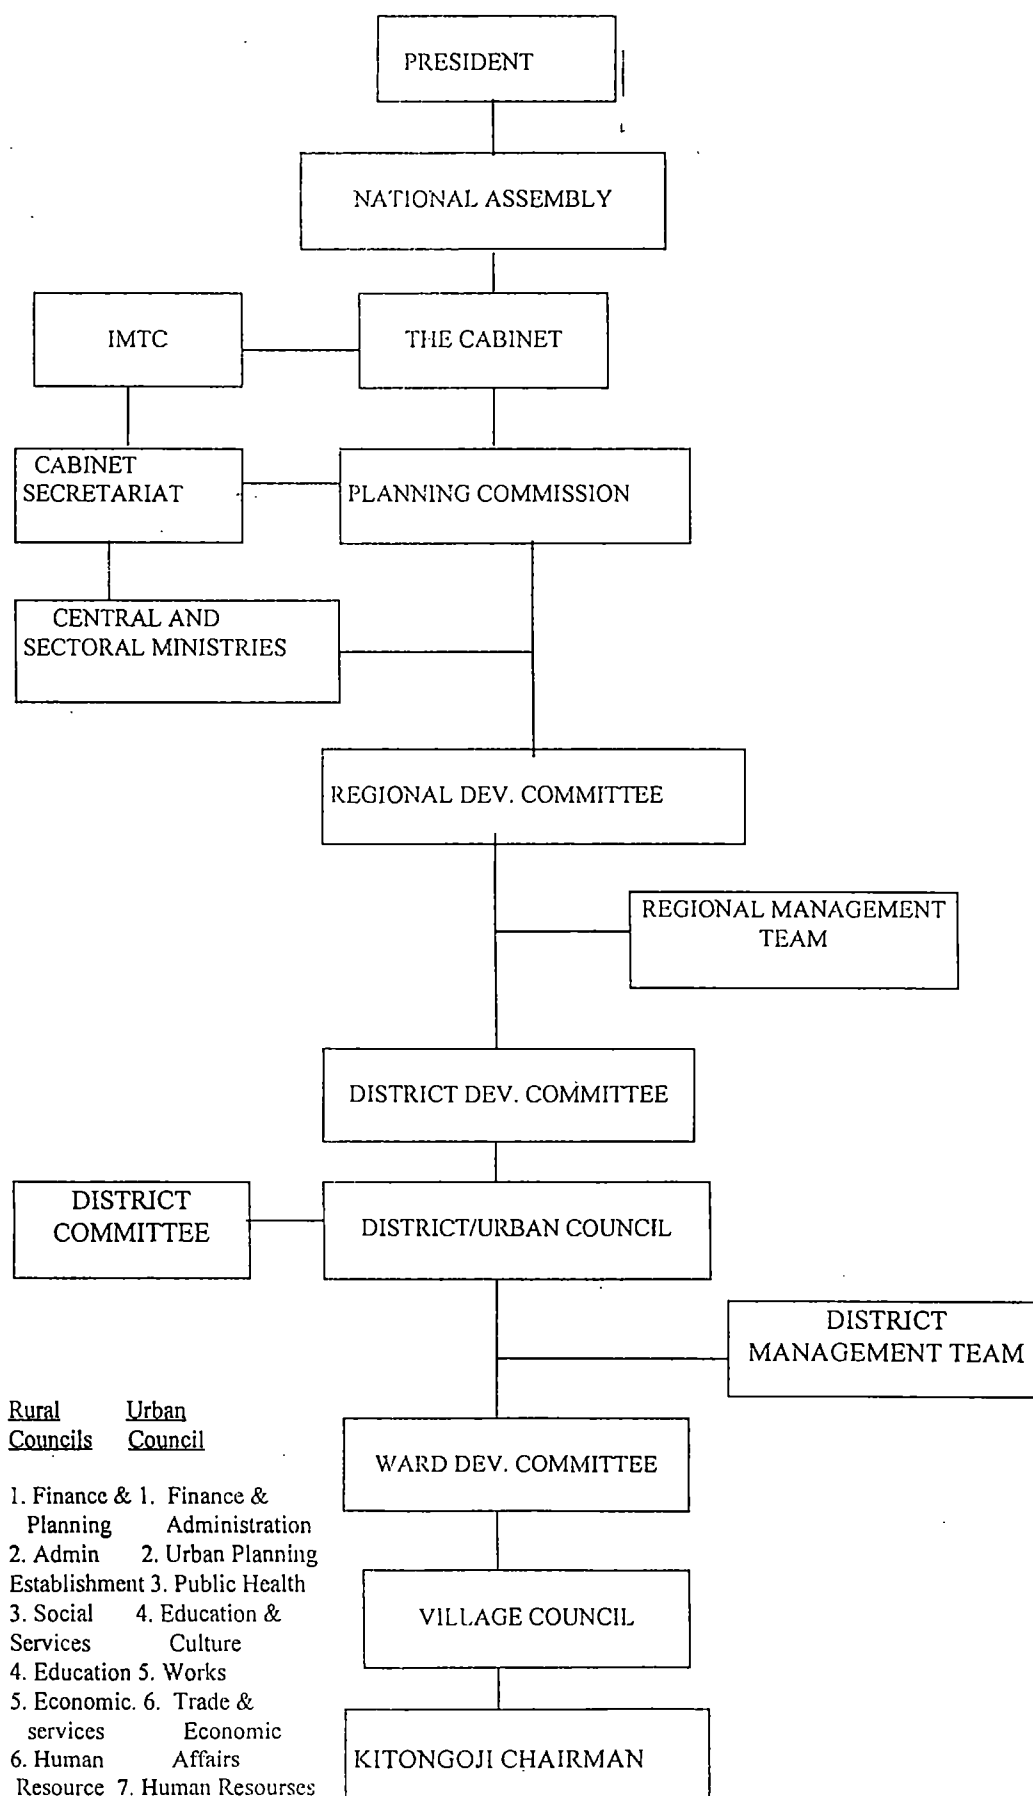 PRESIDENT
NATIONAL ASSEMBLY
IMTC
THE CABINET
CABINET
SECRETARIAT
PLANNING COMMISSION
CENTRAL AND
SECTORAL MINISTRIES
REGIONAL DEV. COMMITTEE
REGIONAL MANAGEMENT
TEAM
DISTRICT DEV. COMMITTEE
DISTRICT
COMMITTEE
DISTRICT/URBAN COUNCIL
DISTRICT
MANAGEMENT TEAM
Rural Urban
Councils Council
WARD DEV. COMMITTEE
1. Finance & 1. Finance &
Planning Administration
2. Admin 2. Urban Planning
Establishment 3. Public Health
3. Social 4. Education &
Services Culture
4. Education 5. Works
5. Economic. 6. Trade &
services Economic
6. Human Affairs
Resource 7. Human Resourses
VILLAGE COUNCIL
KITONGOJI CHAIRMAN